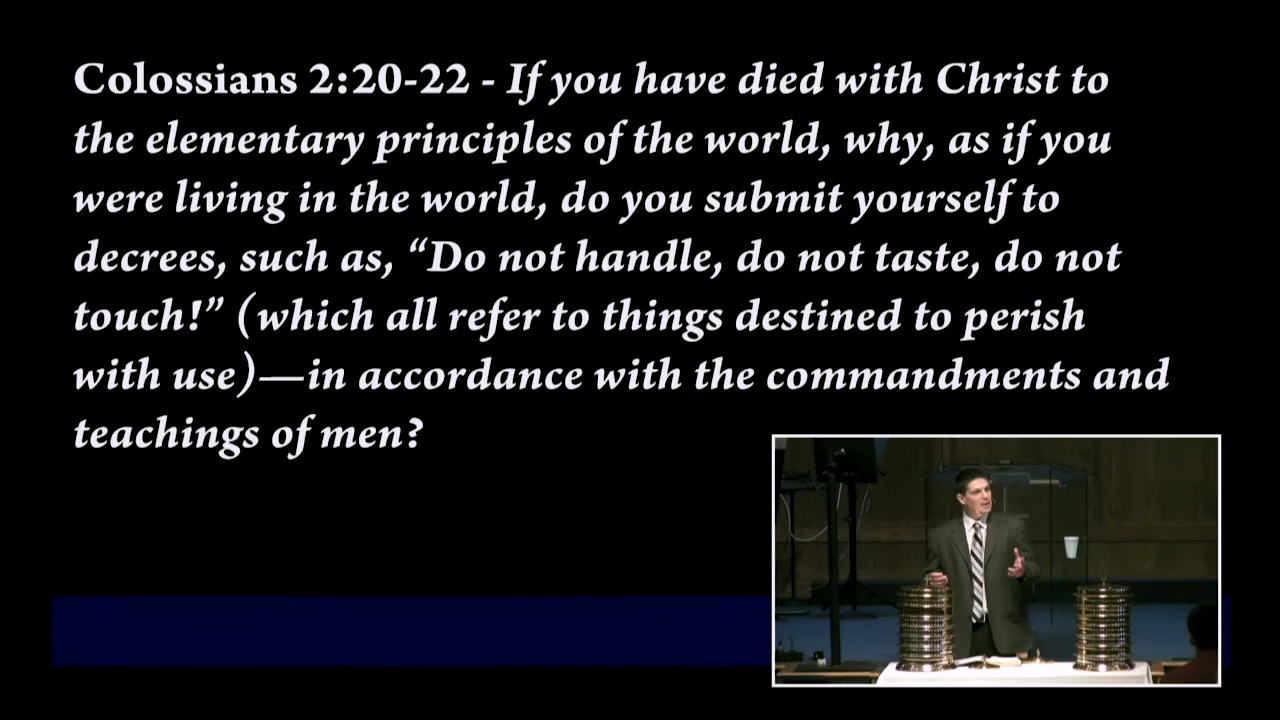 Colossians 2:20-22 - If you have died with Christ to
the elementary principles of the world, why, as if you
were living in the world, do you submit yourself to
decrees, such as, “Do not handle, do not taste, do not
touch!” (which all refer to things destined to perish
with use)—in accordance with the commandments and
teachings of men?